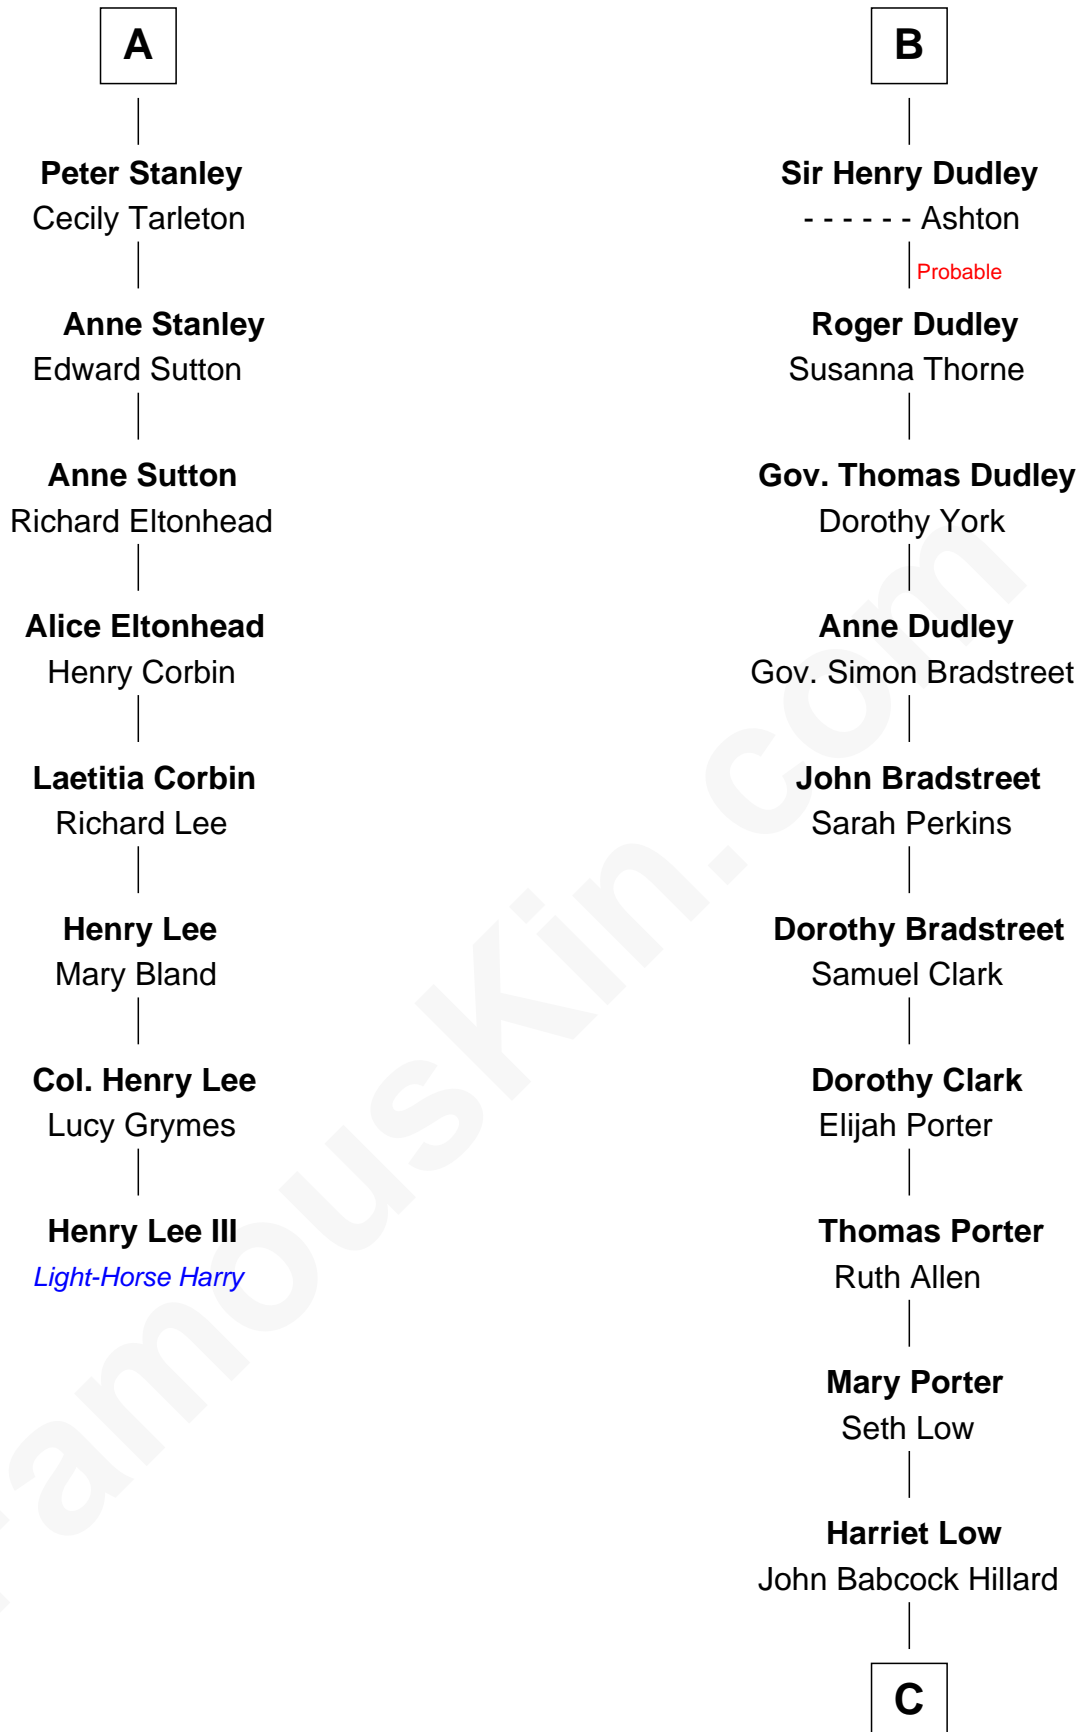 A
Peter Stanley
Cecily Tarleton
Anne Stanley
Edward Sutton
Anne Sutton
Richard Eltonhead
Alice Eltonhead
Henry Corbin
Laetitia Corbin
Richard Lee
Henry Lee
Mary Bland
Col. Henry Lee
Lucy Grymes
Henry Lee III
Light-Horse Harry
B
Sir Henry Dudley
- - - - - - Ashton
Probable
Roger Dudley
Susanna Thorne
Gov. Thomas Dudley
Dorothy York
Anne Dudley
Gov. Simon Bradstreet
John Bradstreet
Sarah Perkins
Dorothy Bradstreet
Samuel Clark
Dorothy Clark
Elijah Porter
Thomas Porter
Ruth Allen
Mary Porter
Seth Low
Harriet Low
John Babcock Hillard
C
FamousKin.com